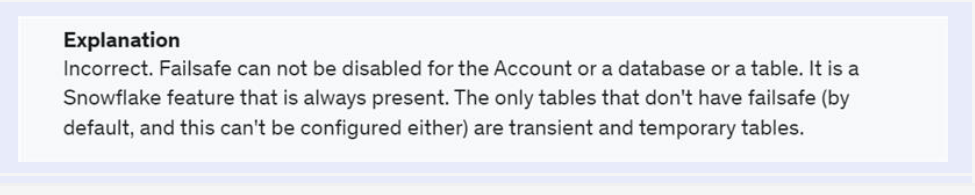 Explanation
Incorrect. Failsafe can not be disabled for the Account or a database or a table. It is a
Snowflake feature that is always present. The only tables that don't have failsafe (by
default, and this can't be configured either) are transient and temporary tables.